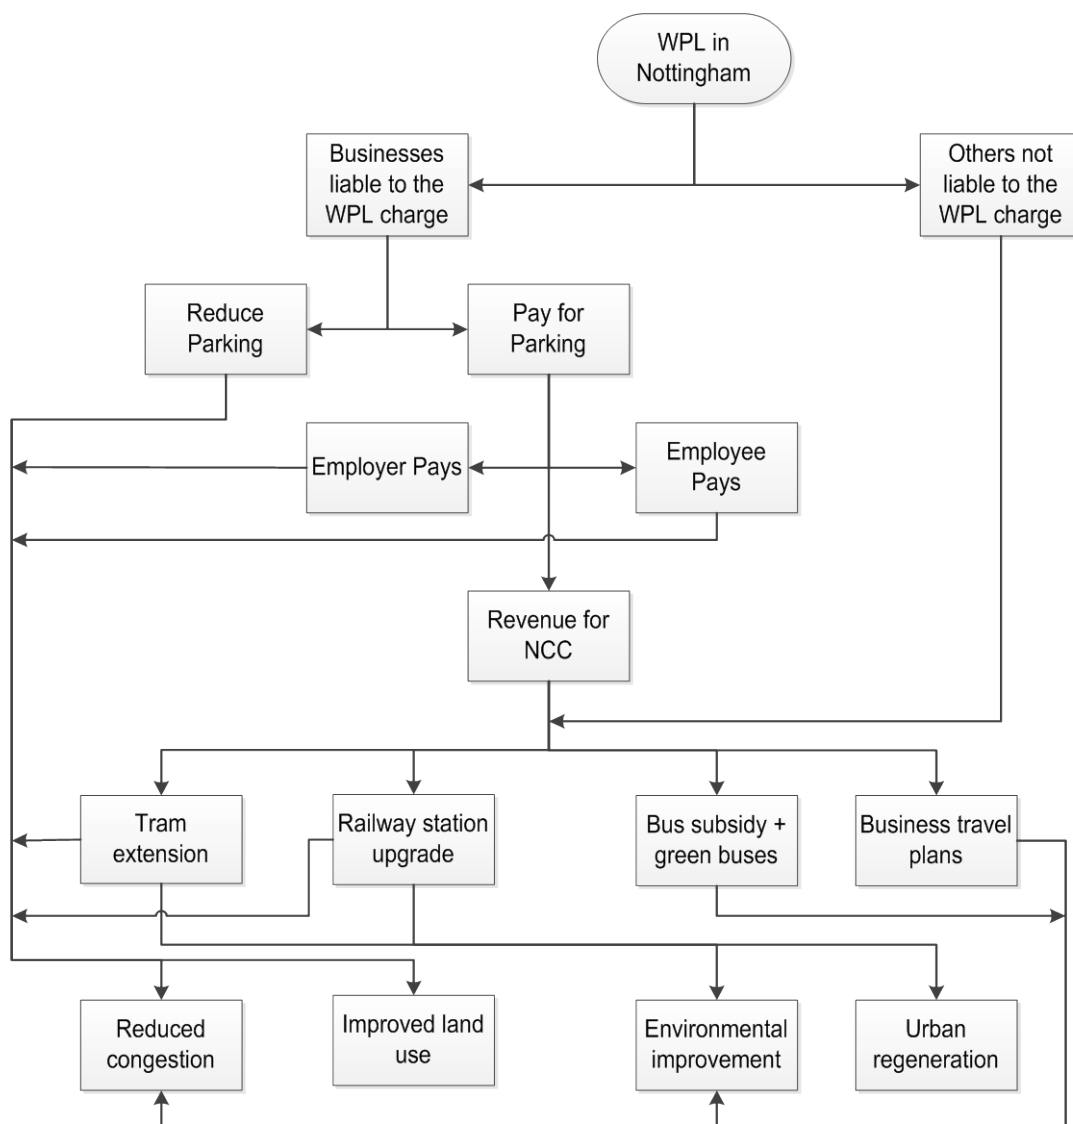 WPL in
Nottingham
Businesses
liable to the
WPL charge
Others not
liable to the
WPL charge
Reduce
Parking
Pay for
Parking
Employer Pays
Employee
Pays
Revenue for
NCC
Tram
extension
Railway station
upgrade
Bus subsidy +
green buses
Business travel
plans
Reduced
congestion
Improved land
use
Environmental
improvement
Urban
regeneration